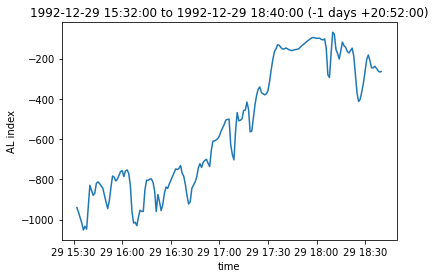 1992-12-29 15:32:00 to 1992-12-29 18:40:00 (-1 days +20:52:00)
−200
−400
−600
−800
−1000
AL index
29 15:30 29 16:00 29 16:30 29 17:00 29 17:30 29 18:00 29 18:30
time